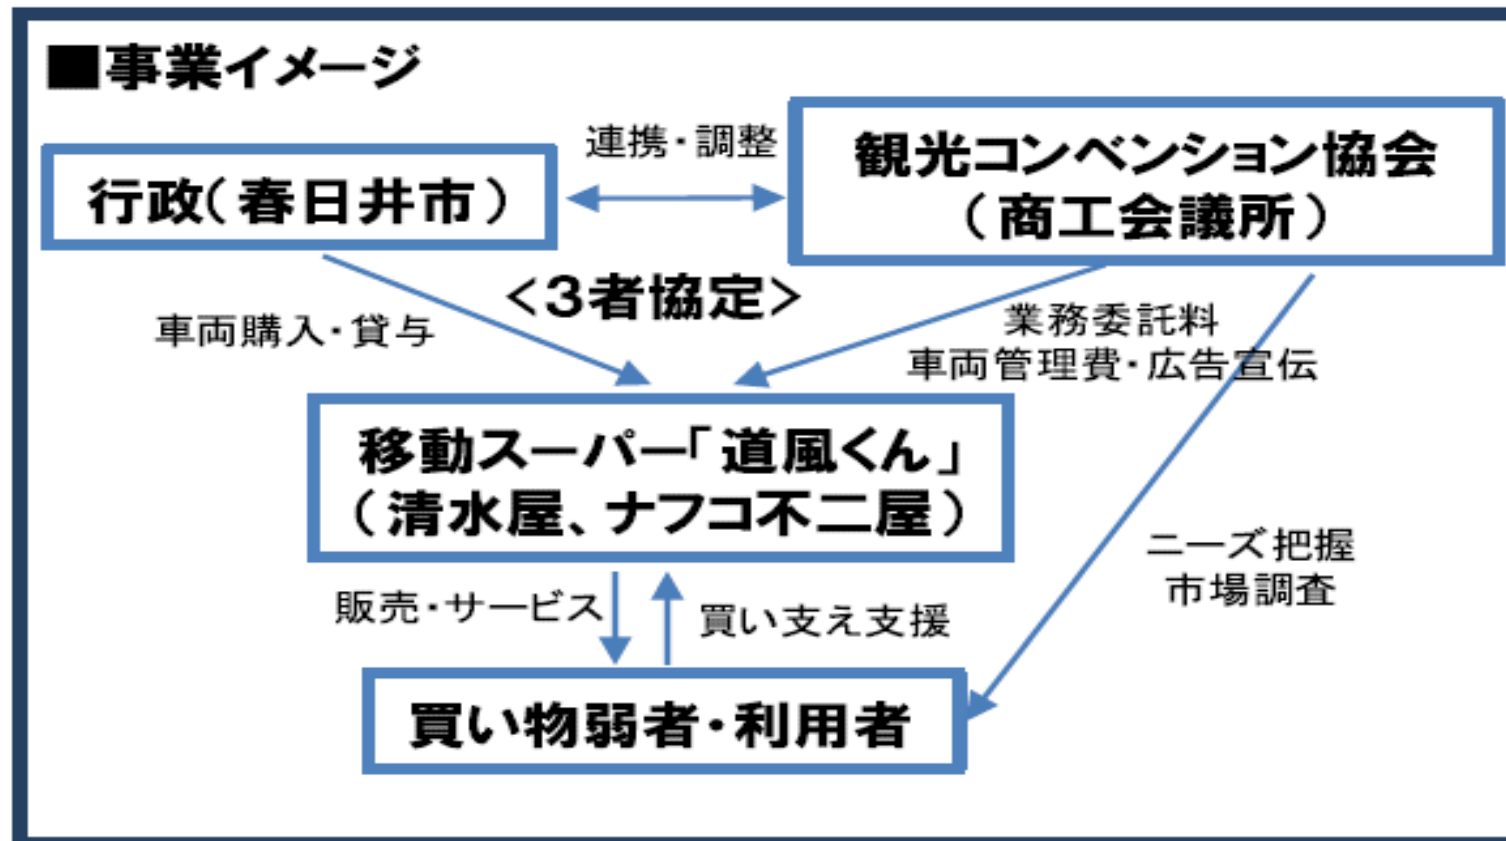 ■事業イメージ
連携・調整
行政（春日井市）
観光コンベンション協会
（商工会議所）
<３者協定>
車両購入・貸与
業務委託料
車両管理費・広告宣伝
移動スーパー「道風くん」
（清水屋、ナフコ不二屋）
ニーズ把握
市場調査
販売・サービス
買い支え支援
買い物弱者・利用者